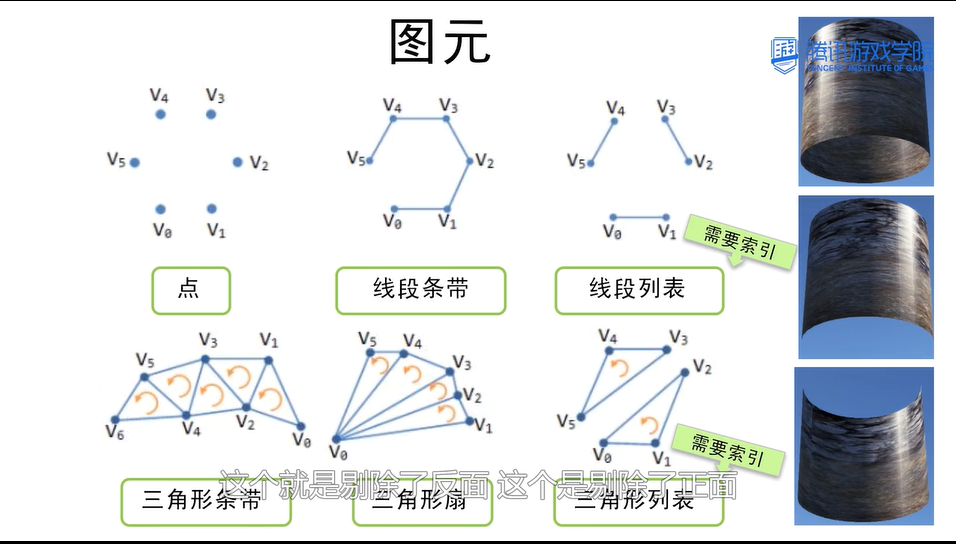 图元
腾讯游戏学院
TENCENT INSTITUTE OF GAMES
V4 V3
V5 V2
V0 V1
点
V4 V3
V5 V2
V0 V1
线段条带
V4 V3
V5 V2
V0 V1
需要索引
线段列表
V3 V1
V5
V6 V4 V2 V0
三角形条带
V5 V4
V3
V2
V1
V0
三角形扇
V4 V3
V2
V5
V0 V1
需要索引
三角形列表
这个就是剔除了反面 这个是剔除了正面